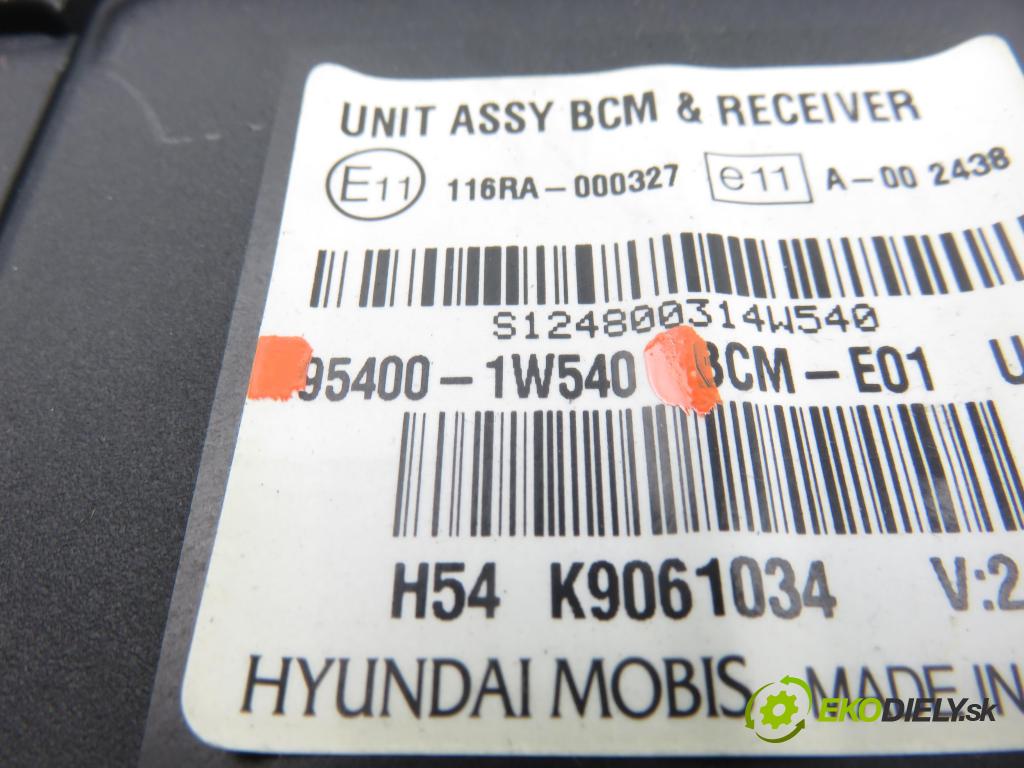 UNIT ASSY BCM & RECEIVER
E11 116RA-000327 e11 A-00 2438
S124800314W540
95400-1W540 BCM-E01 U
H54 K9061034 V:2
HYUNDAI MOBIS MADE IN
EKODIELY.sk